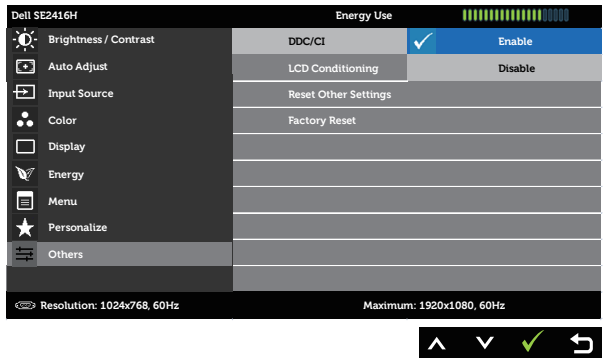 Dell SE2416H Energy Use
Brightness / Contrast DDC/CI Enable
Auto Adjust LCD Conditioning Disable
Input Source Reset Other Settings
Color Factory Reset
Display
Energy
Menu
Personalize
Others
Resolution: 1024x768, 60Hz Maximum: 1920x1080, 60Hz